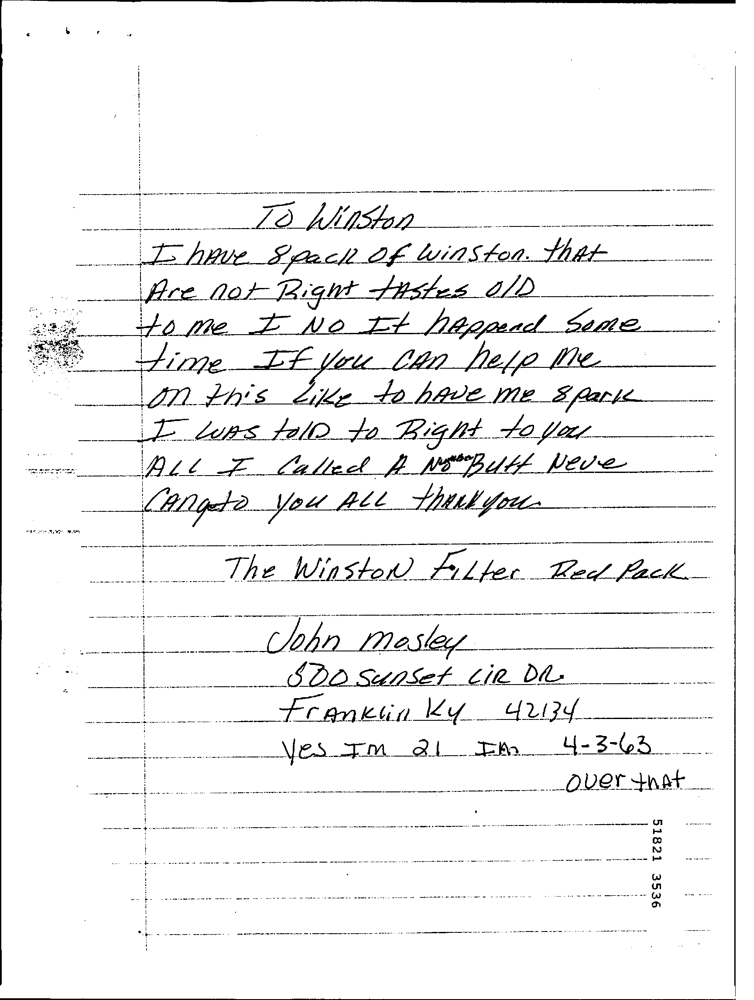 To Winston
I have 8 pack of winston. that
Are not Right tastes old
to me I No It happend Some
time If you can help me
on this Like to have me 8 park
I was told to Right to you
ALL I Called A Butt Neve
Cangeto you ALL thank you
The Winston Filter Red Pack
John mosley
500 Sunset Cir DR.
Franklin Ky 42134
yes Im 21 Im 4-3-63
over that
51821 3536